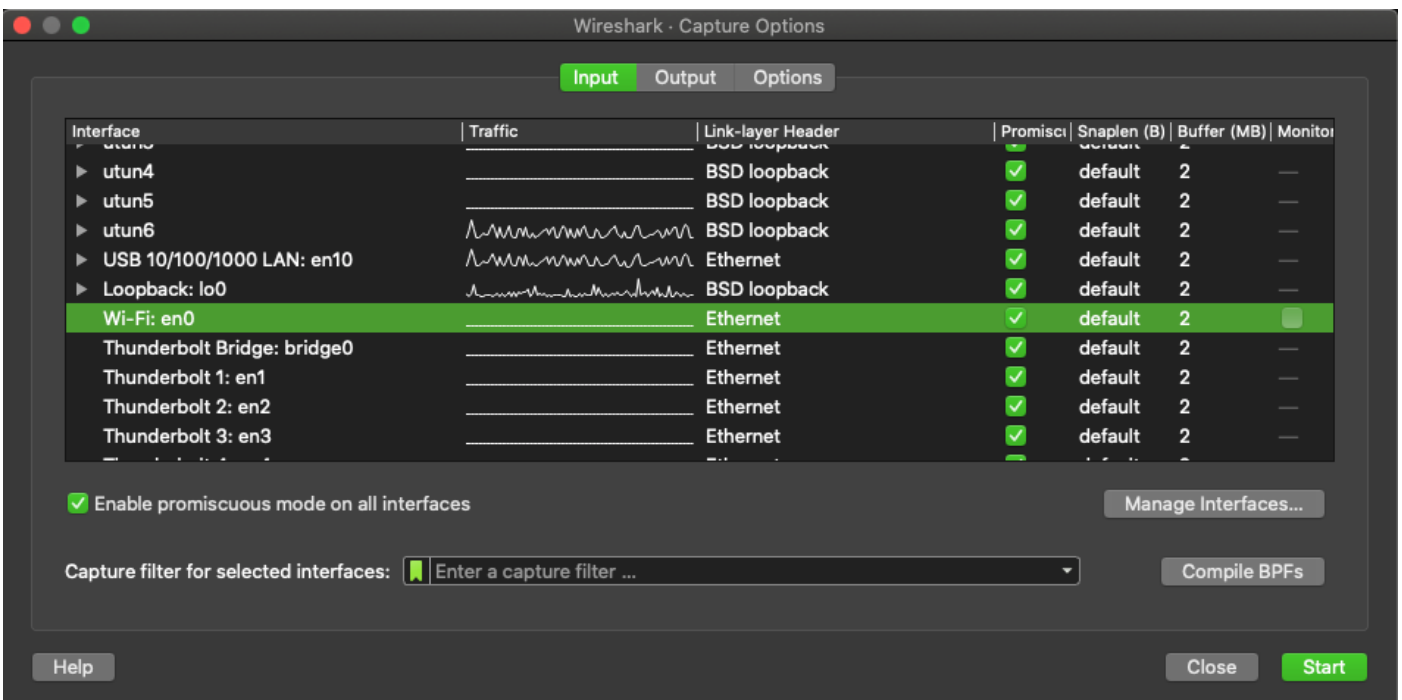 Wireshark · Capture Options
Input Output Options
Interface Traffic Link-layer Header Promisc Snaplen (B) Buffer (MB) Monitor
utun4 BSD loopback default 2 —
utun5 BSD loopback default 2 —
utun6 BSD loopback default 2 —
USB 10/100/1000 LAN: en10 Ethernet default 2 —
Loopback: lo0 BSD loopback default 2 —
Wi-Fi: en0 Ethernet default 2
Thunderbolt Bridge: bridge0 Ethernet default 2 —
Thunderbolt 1: en1 Ethernet default 2 —
Thunderbolt 2: en2 Ethernet default 2 —
Thunderbolt 3: en3 Ethernet default 2 —
Enable promiscuous mode on all interfaces Manage Interfaces...
Capture filter for selected interfaces: Enter a capture filter ... Compile BPFs
Help Close Start